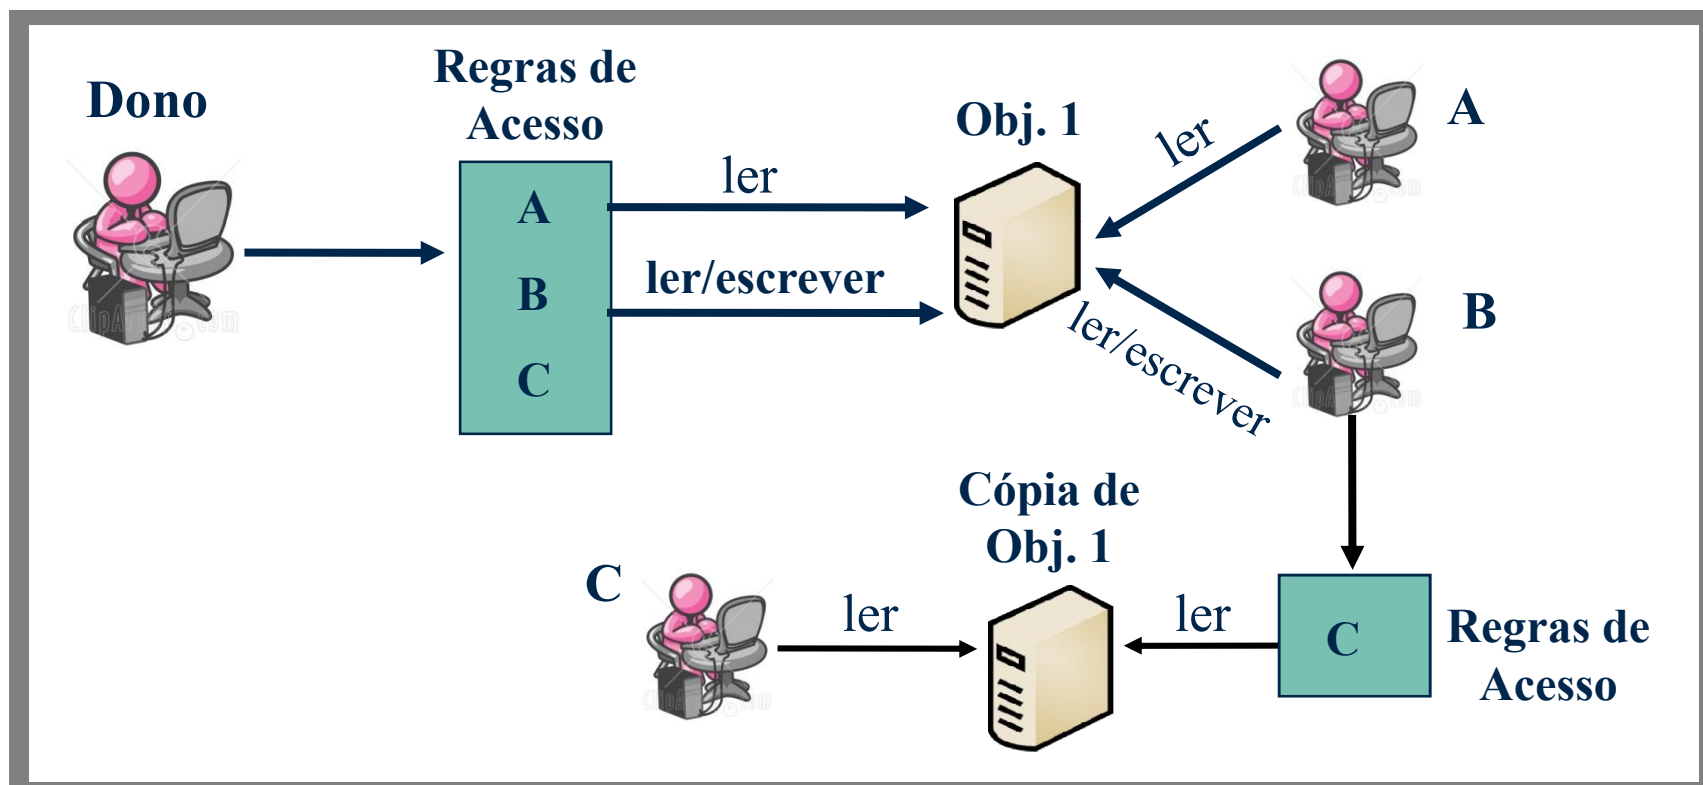 Dono
Regras de
Acesso
A
B
C
ler
ler/escrever
Obj. 1
ler
A
ler/escrever
B
Cópia de
Obj. 1
C
ler
ler
C
Regras de
Acesso